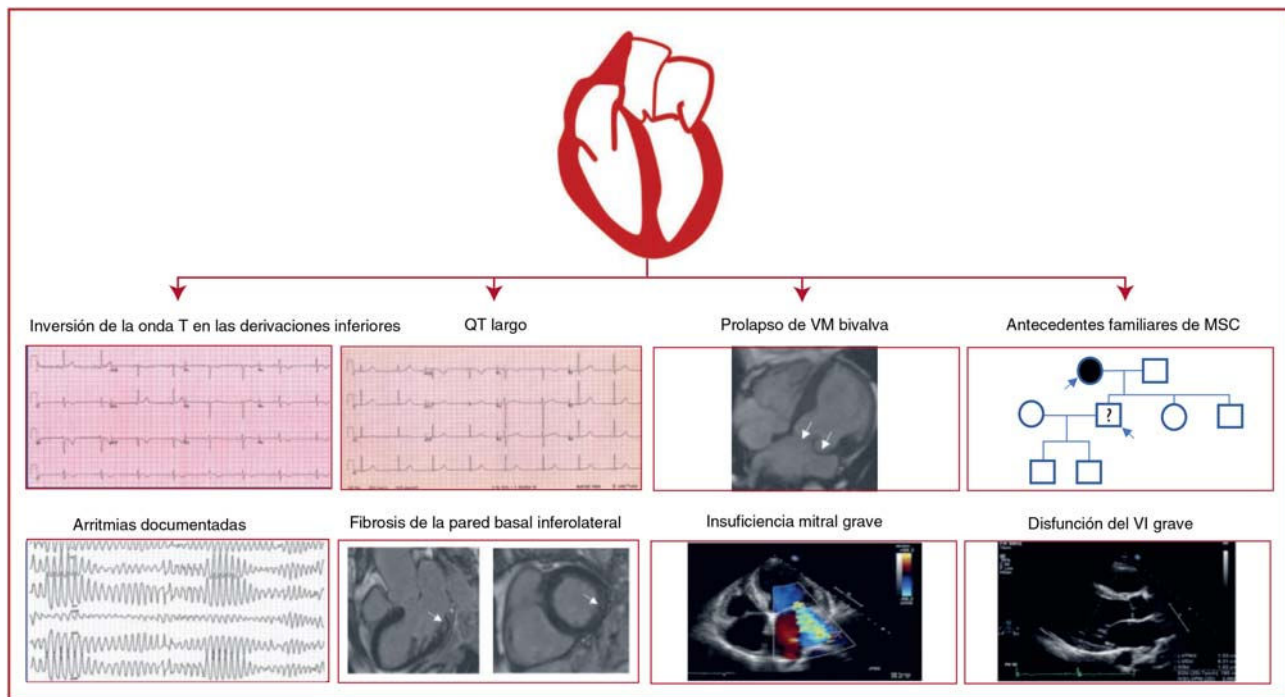 Inversión de la onda T en las derivaciones inferiores
QT largo
Prolapso de VM bivalva
Antecedentes familiares de MSC
?
Arritmias documentadas
Fibrosis de la pared basal inferolateral
Insuficiencia mitral grave
Disfunción del VI grave